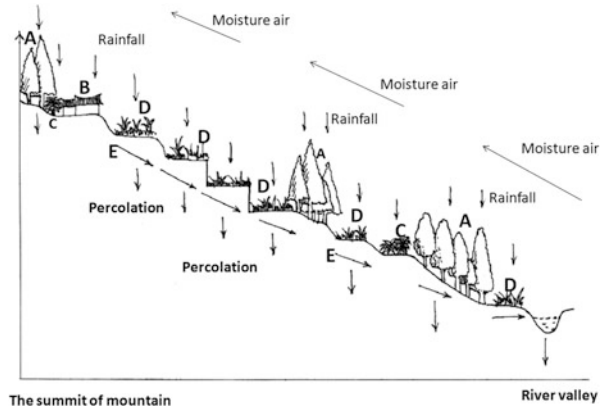 Moisture air
A
Rainfall
Moisture air
B
D
C
Rainfall
D
E
A
Moisture air
D
Rainfall
Percolation
D
C
A
Percolation
E
D
The summit of mountain
River valley